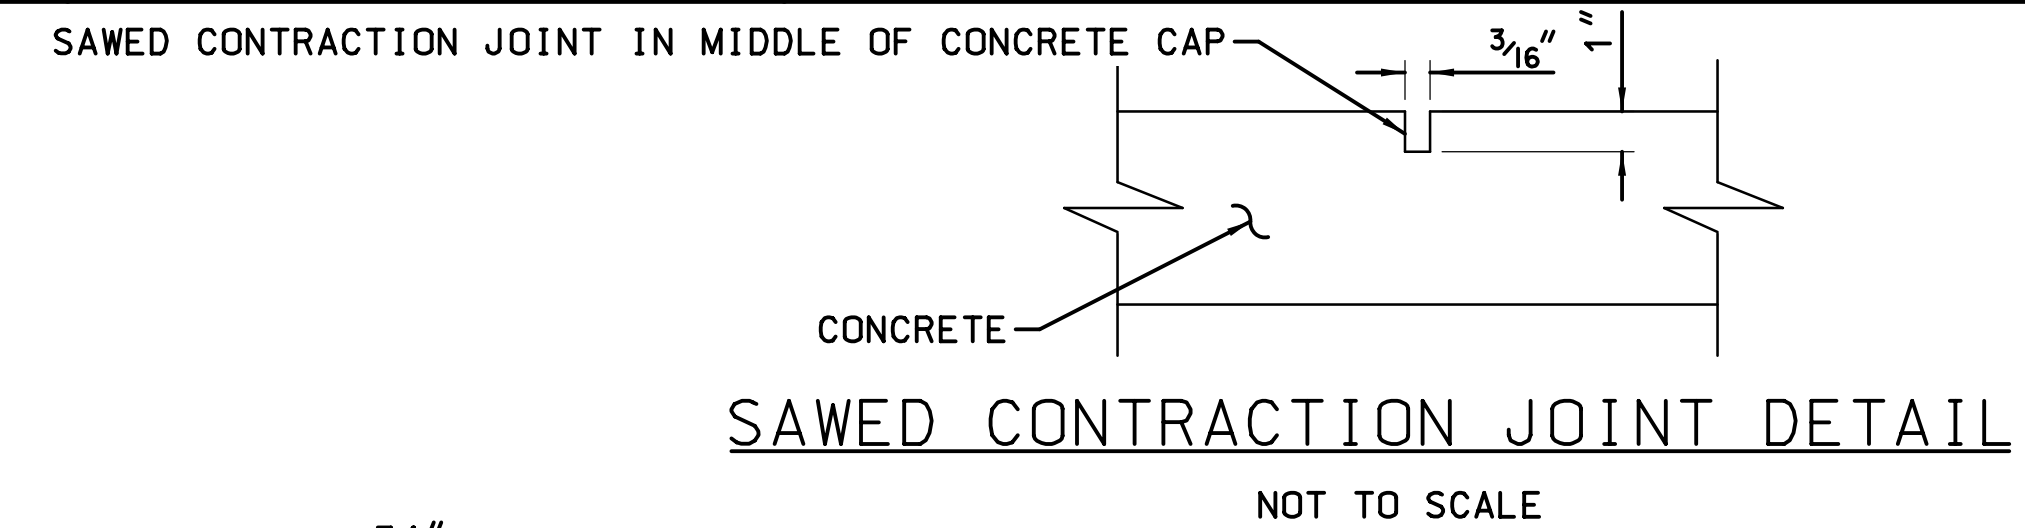 SAWED CONTRACTION JOINT IN MIDDLE OF CONCRETE CAP
3/16"
1"
CONCRETE
SAWED CONTRACTION JOINT DETAIL
NOT TO SCALE